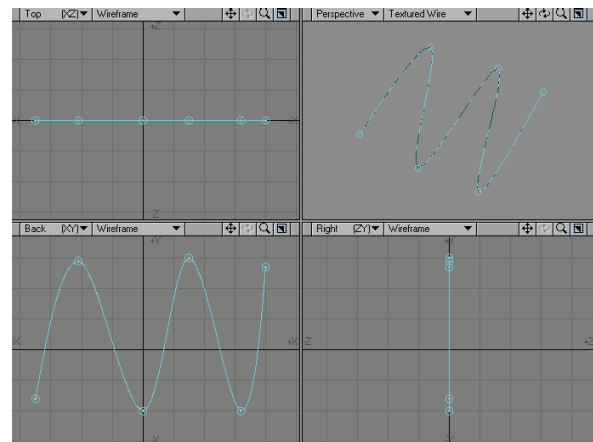 Top (XZ) Wireframe
Perspective Textured Wire
+Z
-X +X
-Z
Back (XY) Wireframe
Right (ZY) Wireframe
+Y
+Y
-X +X
-Z +Z
-Y
-Y